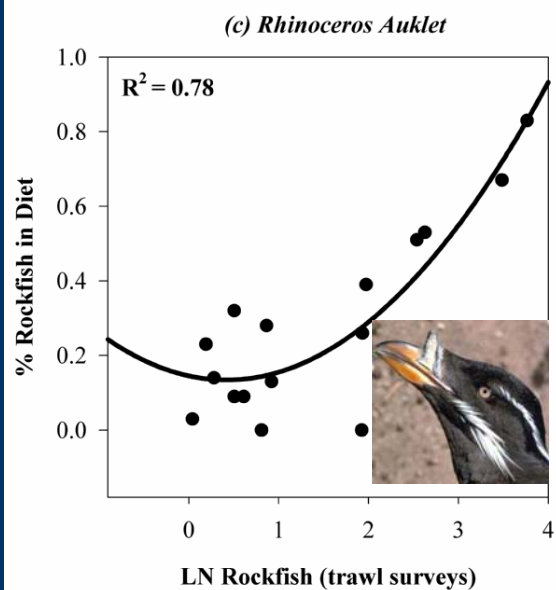 (c) Rhinoceros Auklet
R² = 0.78
1.0
0.8
0.6
0.4
0.2
0.0
% Rockfish in Diet
0 1 2 3 4
LN Rockfish (trawl surveys)